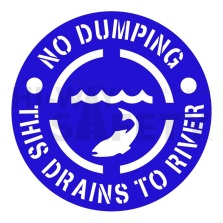 NO DUMPING
THIS DRAINS TO RIVER